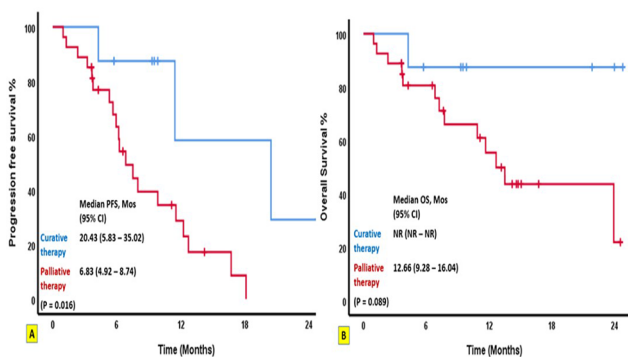 Progression free survival %
100
80
60
40
20
0
Median PFS, Mos
(95% CI)
Curative therapy 20.43 (5.83 – 35.02)
Palliative therapy 6.83 (4.92 – 8.74)
(P = 0.016)
A
0 6 12 18 24
Time (Months)
Overall Survival %
100
80
60
40
20
0
Median OS, Mos
(95% CI)
Curative therapy NR (NR – NR)
Palliative therapy 12.66 (9.28 – 16.04)
(P = 0.089)
B
0 6 12 18 24
Time (Months)